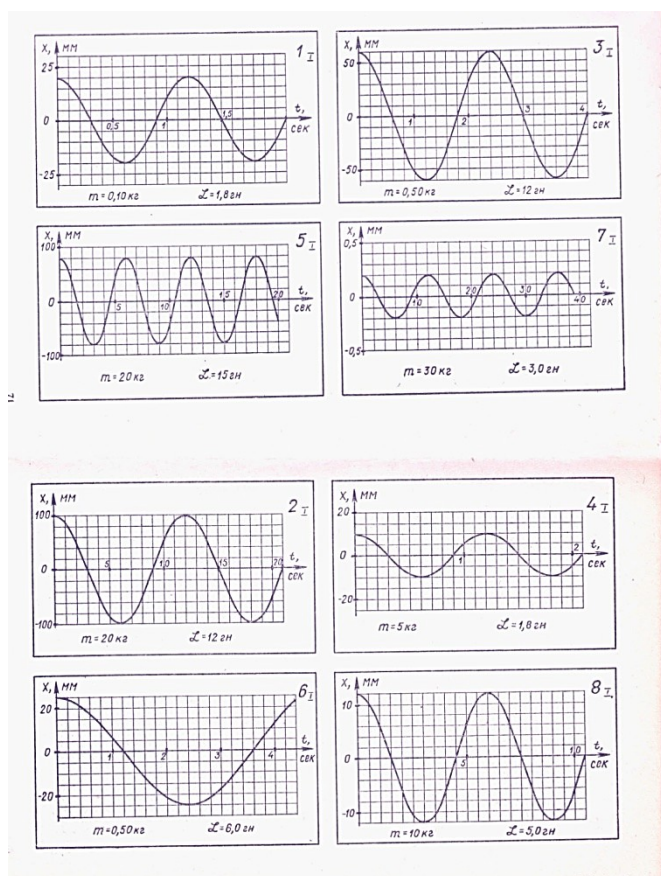 X, мм 1 I
25
0 0,5 1 1,5 t, сек
-25
m=0,10 кг L=1,8 гн
X, мм 3 I
50
0 1 2 3 4 t, сек
-50
m=0,50 кг L=12 гн
X, мм 5 I
100
0 5 10 1,5 20 t, сек
-100
m=20 кг L=15 гн
X, мм 7 I
0,5
0 10 20 30 40 t, сек
-0,5
m=30 кг L=3,0 гн
X, мм 2 I
100
0 5 1,0 15 20 t, сек
-100
m=20 кг L=12 гн
X, мм 4 I
20
0 1 2 t, сек
-20
m=5 кг L=1,8 гн
X, мм 6 I
20
0 1 2 3 4 t, сек
-20
m=0,50 кг L=6,0 гн
X, мм 8 I
10
0 5 1,0 t, сек
-10
m=10 кг L=5,0 гн